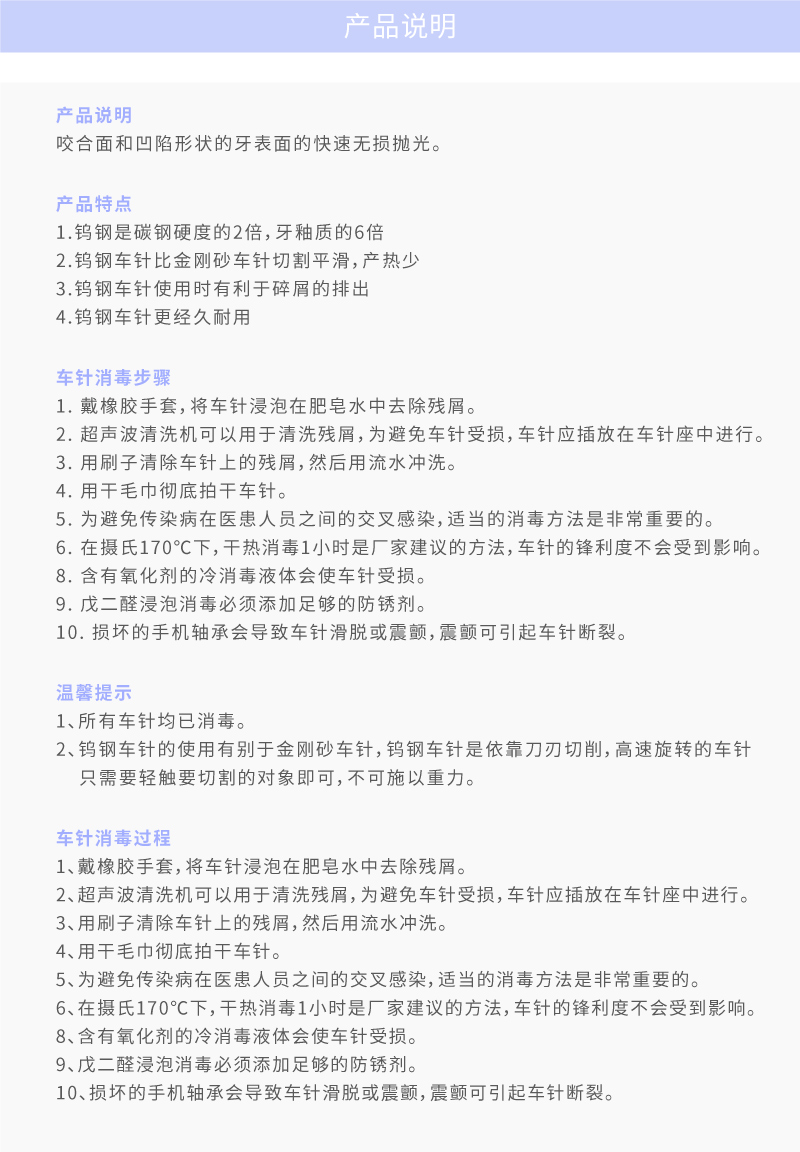 产品说明
产品说明
咬合面和凹陷形状的牙表面的快速无损抛光。
产品特点
1.钨钢是碳钢硬度的2倍,牙釉质的6倍
2.钨钢车针比金刚砂车针切割平滑,产热少
3.钨钢车针使用时有利于碎屑的排出
4.钨钢车针更经久耐用
车针消毒步骤
1. 戴橡胶手套,将车针浸泡在肥皂水中去除残屑。
2. 超声波清洗机可以用于清洗残屑,为避免车针受损,车针应插放在车针座中进行。
3. 用刷子清除车针上的残屑,然后用流水冲洗。
4. 用干毛巾彻底拍干车针。
5. 为避免传染病在医患人员之间的交叉感染,适当的消毒方法是非常重要的。
6. 在摄氏170℃下,干热消毒1小时是厂家建议的方法,车针的锋利度不会受到影响。
8. 含有氧化剂的冷消毒液体会使车针受损。
9. 戊二醛浸泡消毒必须添加足够的防锈剂。
10. 损坏的手机轴承会导致车针滑脱或震颤,震颤可引起车针断裂。
温馨提示
1、所有车针均已消毒。
2、钨钢车针的使用有别于金刚砂车针,钨钢车针是依靠刀刃切削,高速旋转的车针
只需要轻触要切割的对象即可,不可施以重力。
车针消毒过程
1、戴橡胶手套,将车针浸泡在肥皂水中去除残屑。
2、超声波清洗机可以用于清洗残屑,为避免车针受损,车针应插放在车针座中进行。
3、用刷子清除车针上的残屑,然后用流水冲洗。
4、用干毛巾彻底拍干车针。
5、为避免传染病在医患人员之间的交叉感染,适当的消毒方法是非常重要的。
6、在摄氏170℃下,干热消毒1小时是厂家建议的方法,车针的锋利度不会受到影响。
8、含有氧化剂的冷消毒液体会使车针受损。
9、戊二醛浸泡消毒必须添加足够的防锈剂。
10、损坏的手机轴承会导致车针滑脱或震颤,震颤可引起车针断裂。